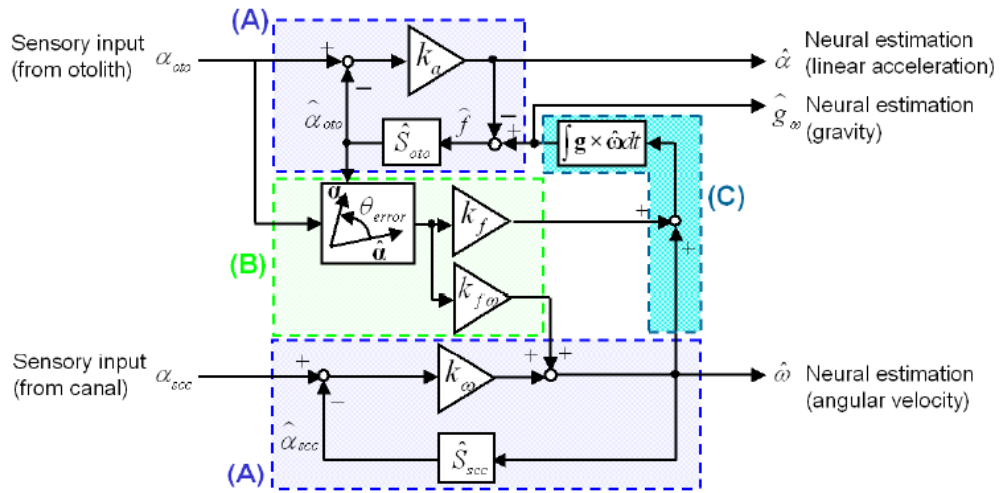 (A)
Sensory input
(from otolith)
α_oto
+
−
k_a
α̂
Neural estimation
(linear acceleration)
α̂_oto
Ŝ_oto
f̂
−
+
ĝ_ω
Neural estimation
(gravity)
∫ g × ω̂ dt
(C)
α
θ_error
α̂
k_f
+
+
(B)
k_fω
Sensory input
(from canal)
α_scc
+
−
k_ω
+
+
ω̂
Neural estimation
(angular velocity)
α̂_scc
Ŝ_scc
(A)